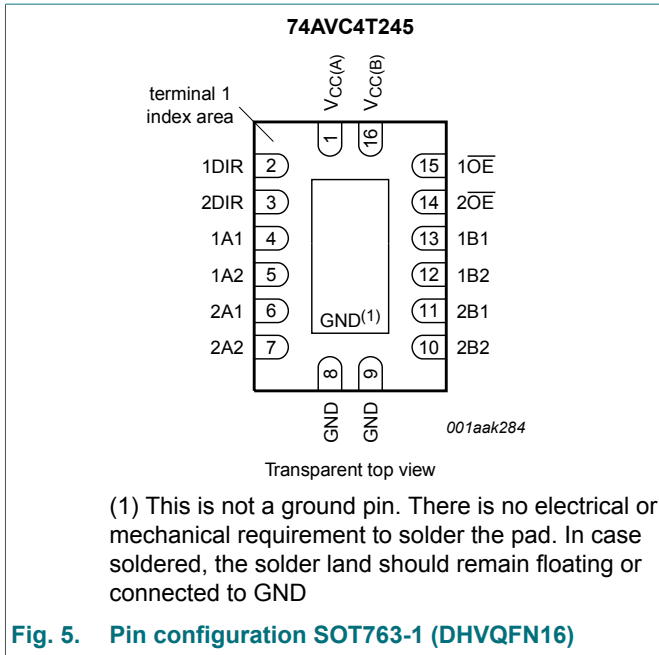 74AVC4T245
terminal 1
index area
VCC(A)
VCC(B)
1
16
1DIR 2 15 1O̅E̅
2DIR 3 14 2O̅E̅
1A1 4 13 1B1
1A2 5 12 1B2
2A1 6 11 2B1
2A2 7 GND(1) 10 2B2
8
9
GND
GND
001aak284
Transparent top view
(1) This is not a ground pin. There is no electrical or
mechanical requirement to solder the pad. In case
soldered, the solder land should remain floating or
connected to GND
Fig. 5. Pin configuration SOT763-1 (DHVQFN16)